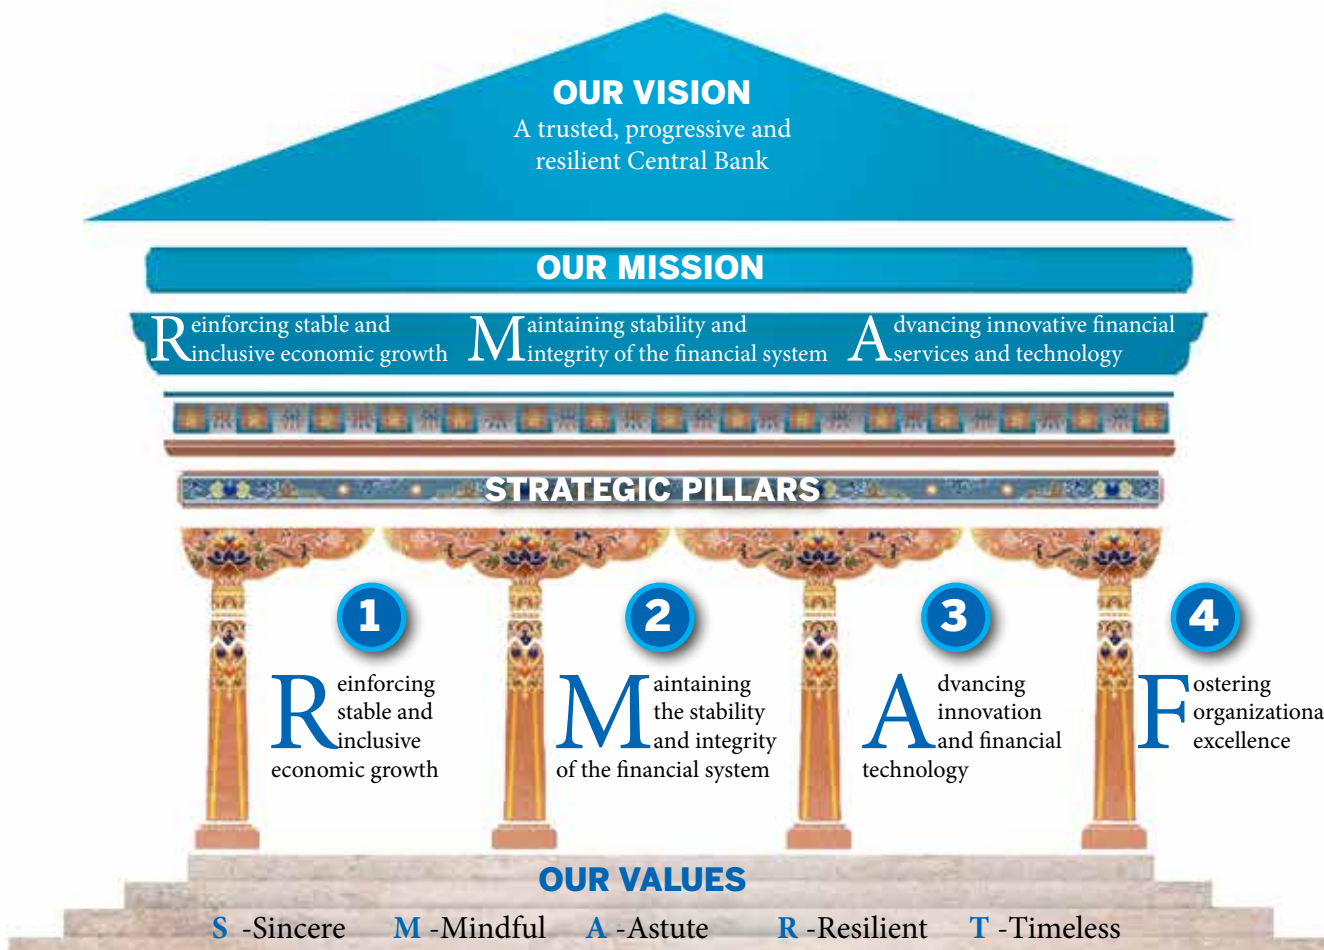 OUR VISION
A trusted, progressive and
resilient Central Bank
OUR MISSION
Reinforcing stable and
inclusive economic growth
Maintaining stability and
integrity of the financial system
Advancing innovative financial
services and technology
STRATEGIC PILLARS
1
Reinforcing
stable and
inclusive
economic growth
2
Maintaining
the stability
and integrity
of the financial system
3
Advancing
innovation
and financial
technology
4
Fostering
organizationa
excellence
OUR VALUES
S -Sincere M -Mindful A -Astute R -Resilient T -Timeless